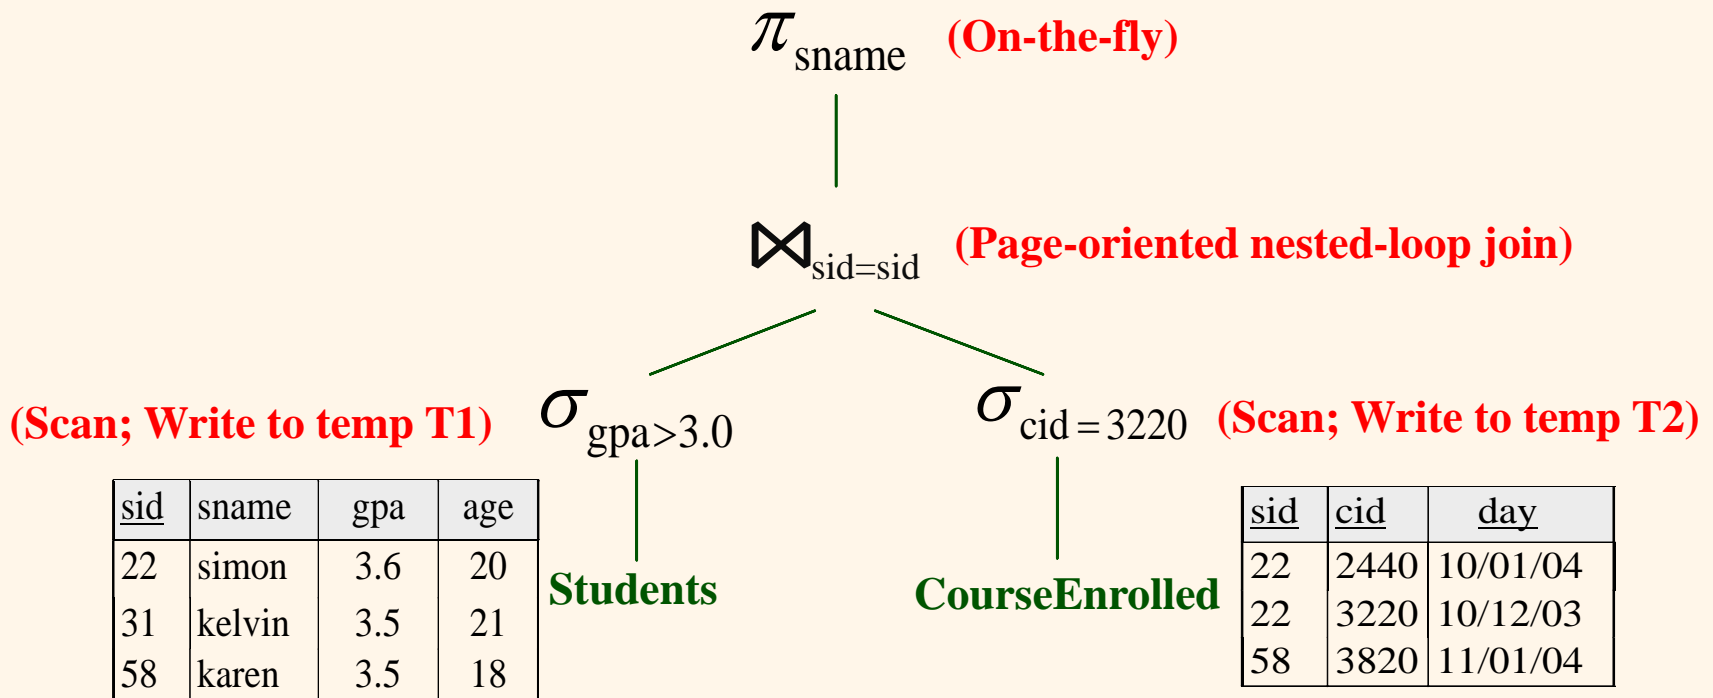 π sname (On-the-fly)
⋈ sid=sid (Page-oriented nested-loop join)
(Scan; Write to temp T1) σ gpa>3.0
σ cid = 3220 (Scan; Write to temp T2)
sid sname gpa age
22 simon 3.6 20
31 kelvin 3.5 21
58 karen 3.5 18
Students
CourseEnrolled
sid cid day
22 2440 10/01/04
22 3220 10/12/03
58 3820 11/01/04